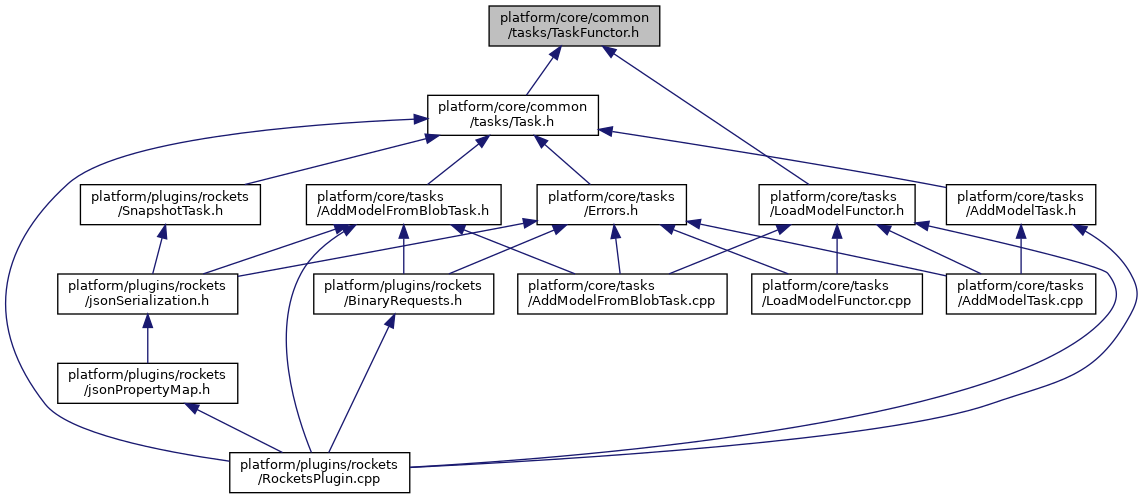 platform/core/common
/tasks/TaskFunctor.h
platform/core/common
/tasks/Task.h
platform/plugins/rockets
/SnapshotTask.h
platform/core/tasks
/AddModelFromBlobTask.h
platform/core/tasks
/Errors.h
platform/core/tasks
/LoadModelFunctor.h
platform/core/tasks
/AddModelTask.h
platform/plugins/rockets
/jsonSerialization.h
platform/plugins/rockets
/BinaryRequests.h
platform/core/tasks
/AddModelFromBlobTask.cpp
platform/core/tasks
/LoadModelFunctor.cpp
platform/core/tasks
/AddModelTask.cpp
platform/plugins/rockets
/jsonPropertyMap.h
platform/plugins/rockets
/RocketsPlugin.cpp